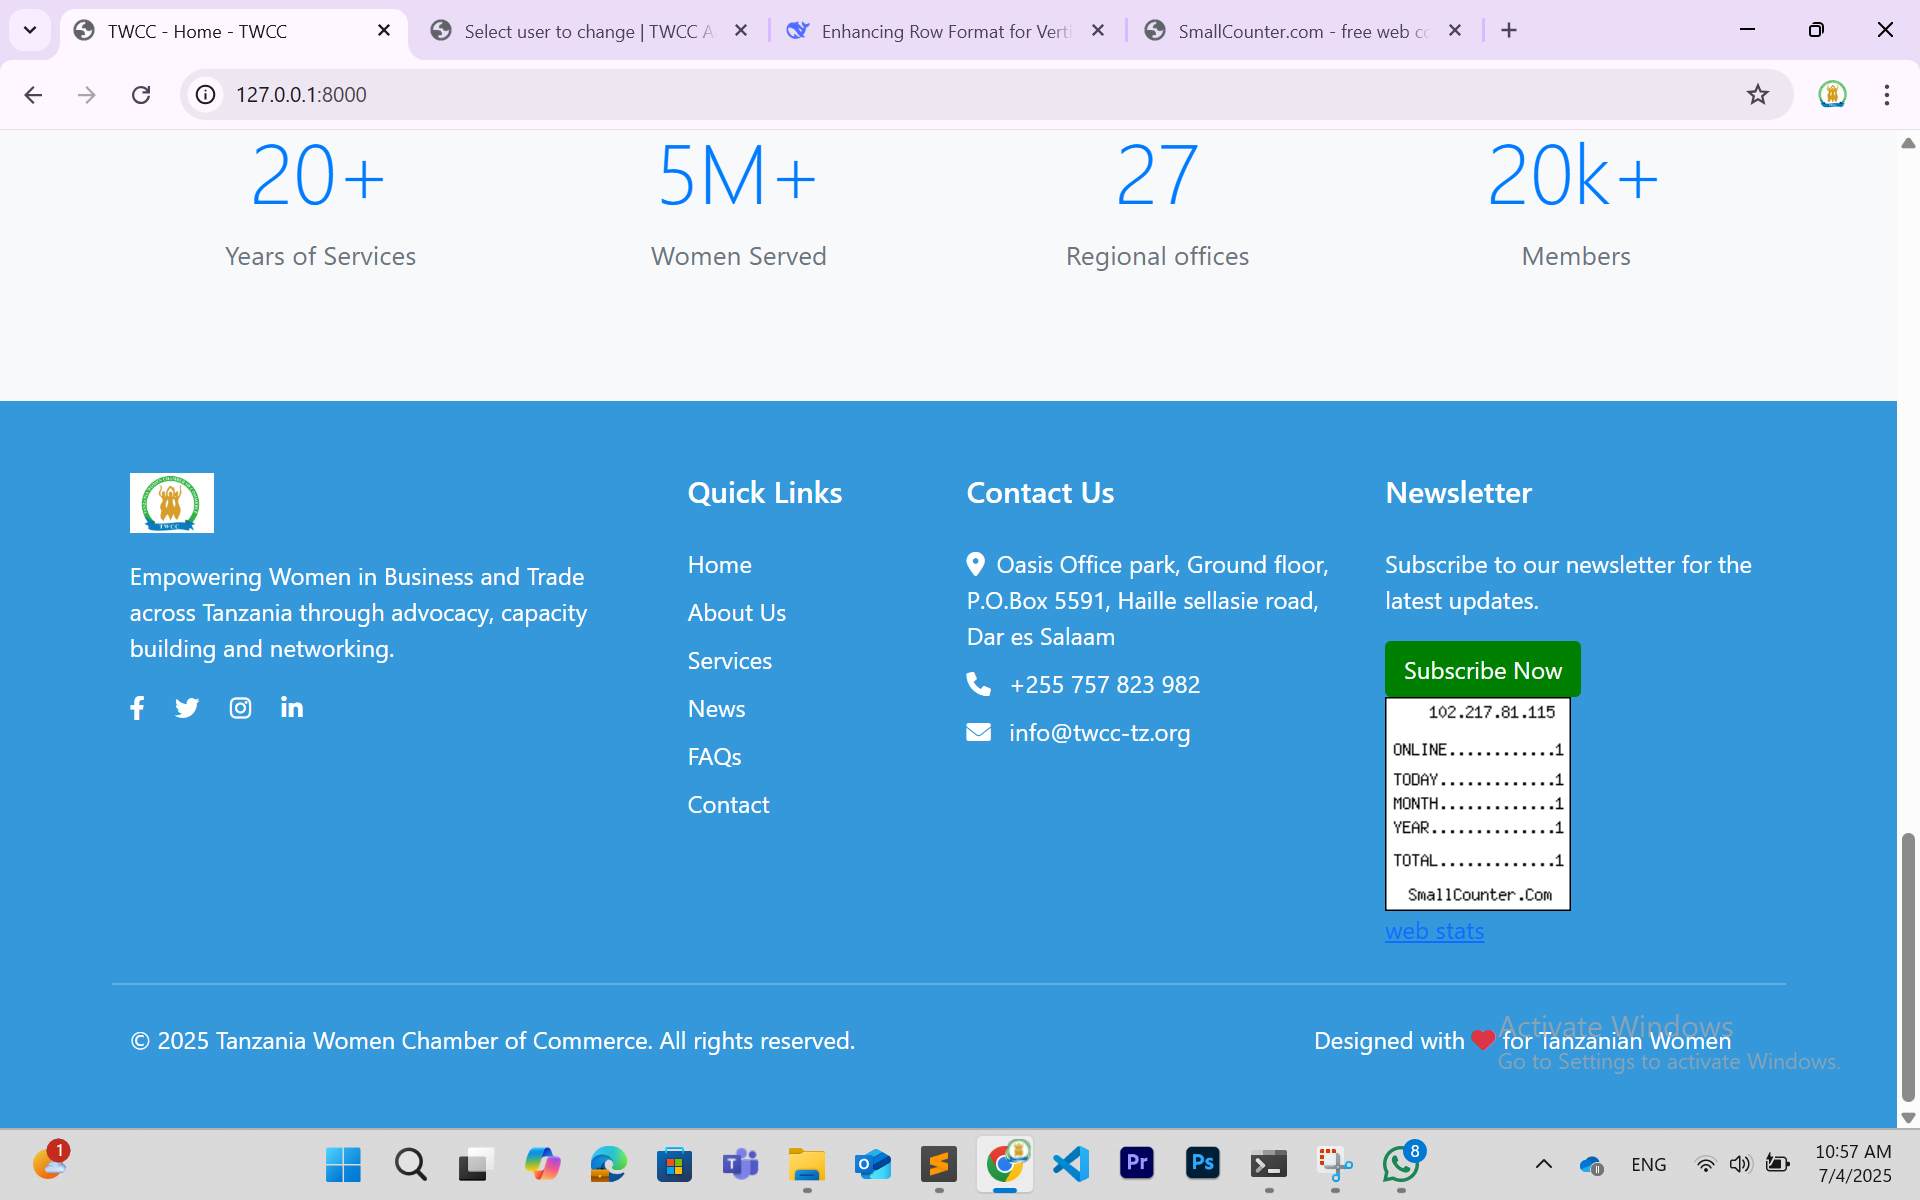 TWCC - Home - TWCC
Select user to change | TWCC A
Enhancing Row Format for Verti
SmallCounter.com - free web co
127.0.0.1:8000
20+
5M+
27
20k+
Years of Services
Women Served
Regional offices
Members
Empowering Women in Business and Trade
across Tanzania through advocacy, capacity
building and networking.
Quick Links
Home
About Us
Services
News
FAQs
Contact
Contact Us
Oasis Office park, Ground floor,
P.O.Box 5591, Haille sellasie road,
Dar es Salaam
+255 757 823 982
info@twcc-tz.org
Newsletter
Subscribe to our newsletter for the
latest updates.
Subscribe Now
102.217.81.115
ONLINE............1
TODAY.............1
MONTH.............1
YEAR..............1
TOTAL.............1
SmallCounter.Com
web stats
© 2025 Tanzania Women Chamber of Commerce. All rights reserved.
Designed with ❤ for Tanzanian Women
Activate Windows
Go to Settings to activate Windows.
1
Pr
Ps
8
ENG
10:57 AM
7/4/2025